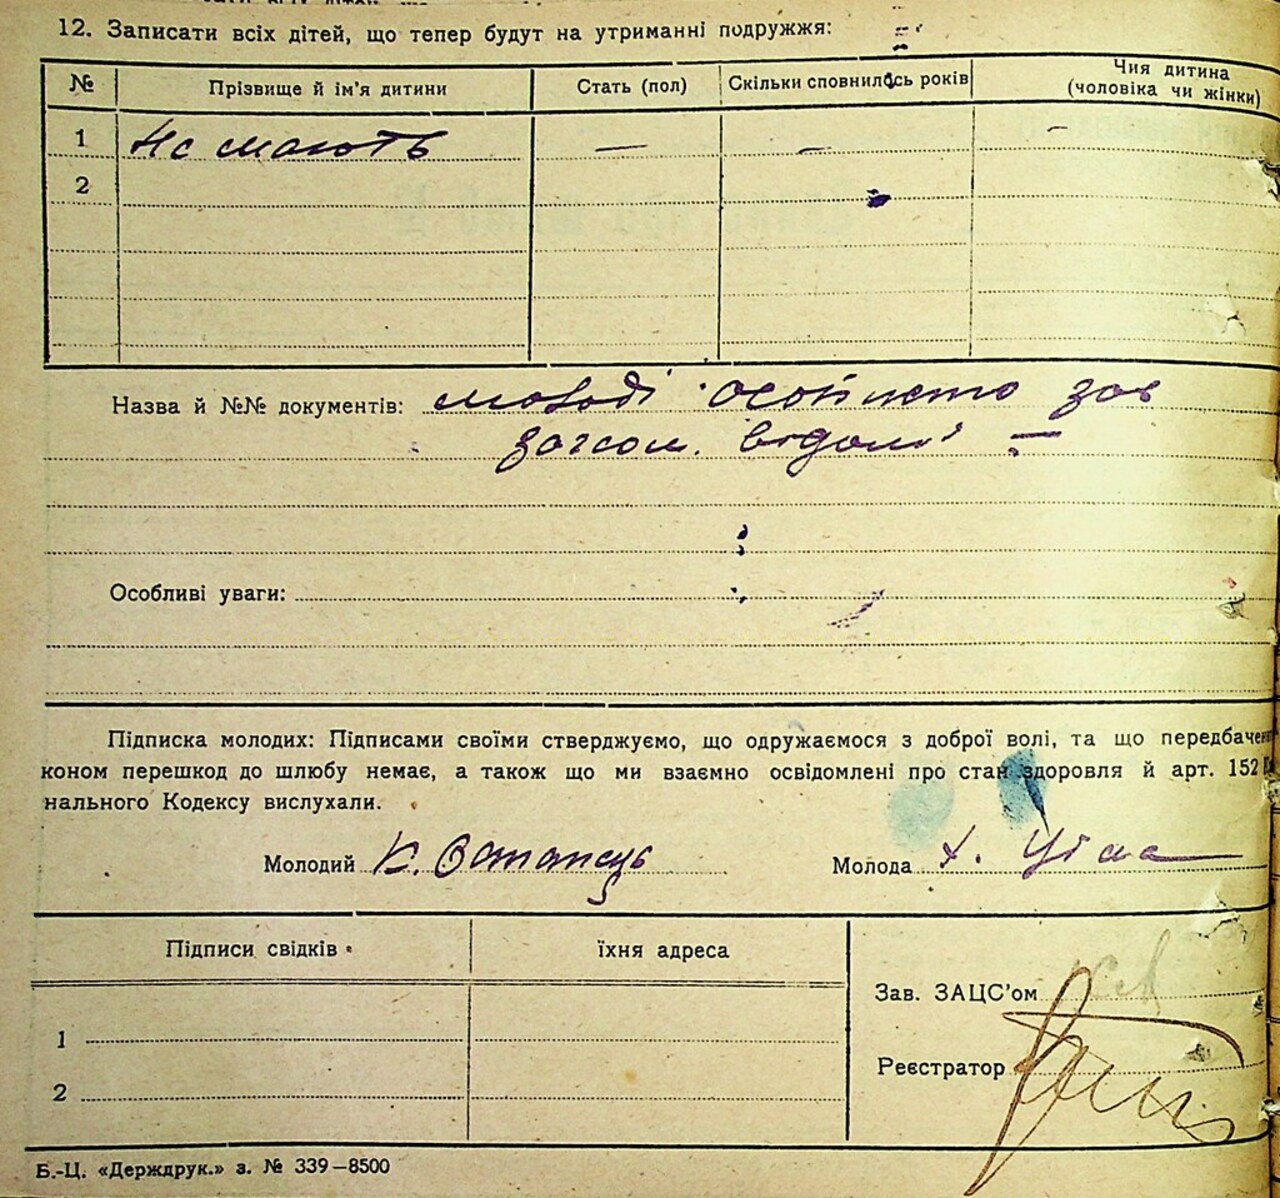 12. Записати всіх дітей, що тепер будут на утриманні подружжя:
№ Прізвище й ім'я дитини Стать (пол) Скільки сповнилось років Чия дитина
(чоловіка чи жінки)
1 Не мають — — —
2
Назва й №№ документів: молоді особисто зав
загсом. відомі —
Особливі уваги:
Підписка молодих: Підписами своїми стверджуємо, що одружаємося з доброї волі, та що передбачен
коном перешкод до шлюбу немає, а також що ми взаємно освідомлені про стан здоровля й арт. 152
нального Кодексу вислухали.
Молодий К. Остапець Молода Х.
Підписи свідків їхня адреса
Зав. ЗАЦС'ом
1
Реєстратор
2
Б.-Ц. «Держдрук.» з. № 339—8500